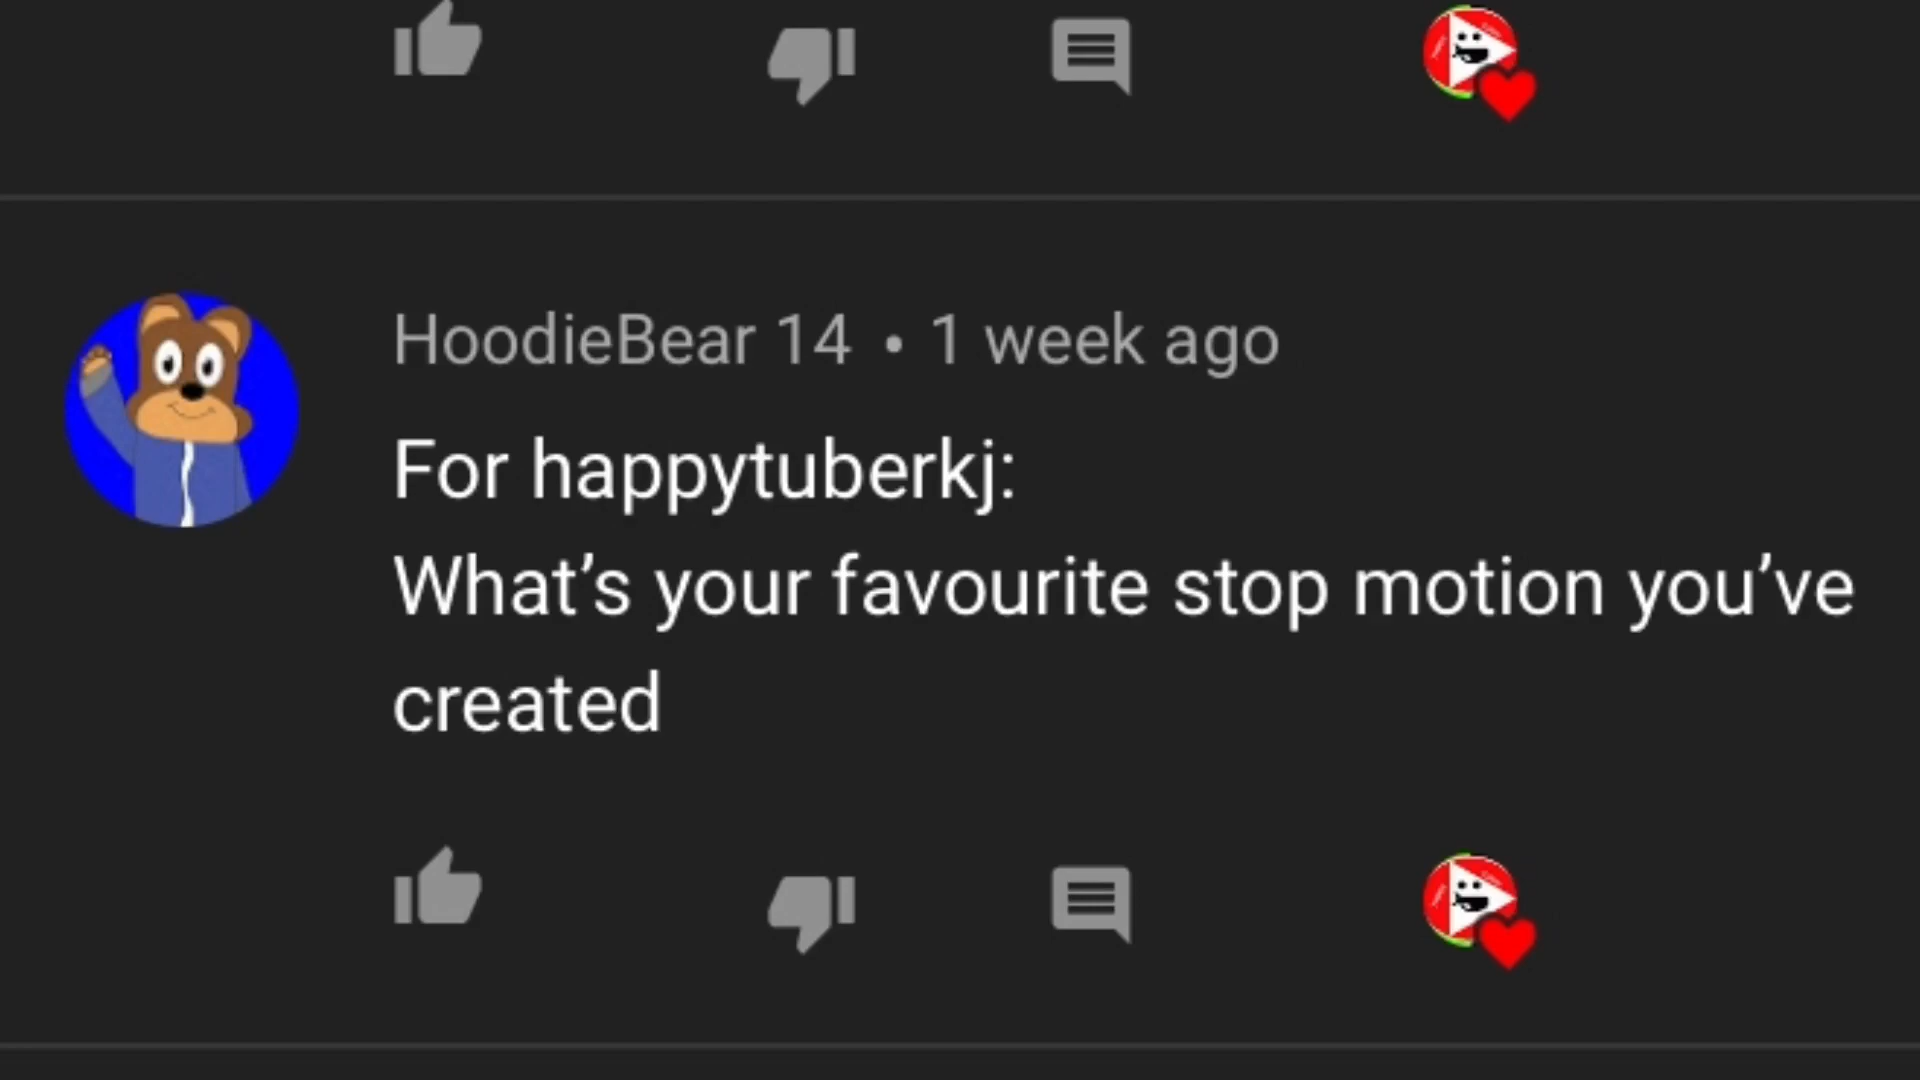 HoodieBear 14 • 1 week ago
For happytuberkj:
What’s your favourite stop motion you’ve
created